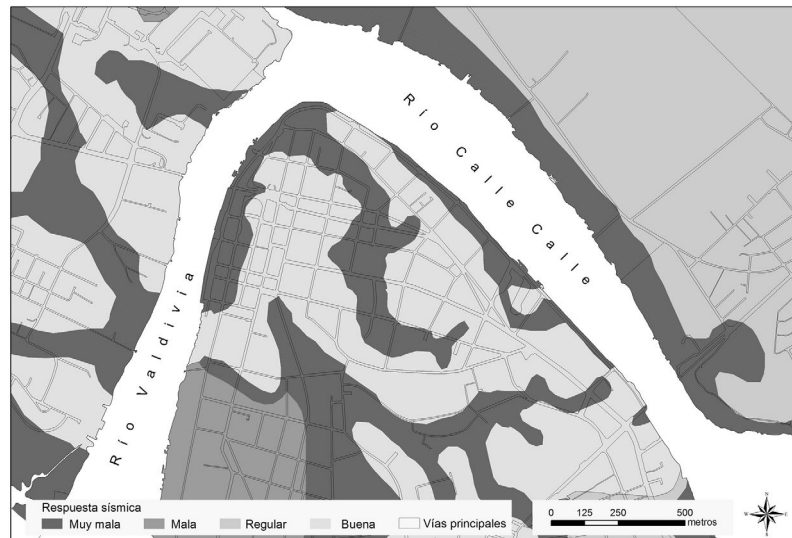 Río Calle Calle
Río Valdivia
Respuesta sísmica
Muy mala
Mala
Regular
Buena
Vías principales
0 125 250 500
metros
N
W E
S